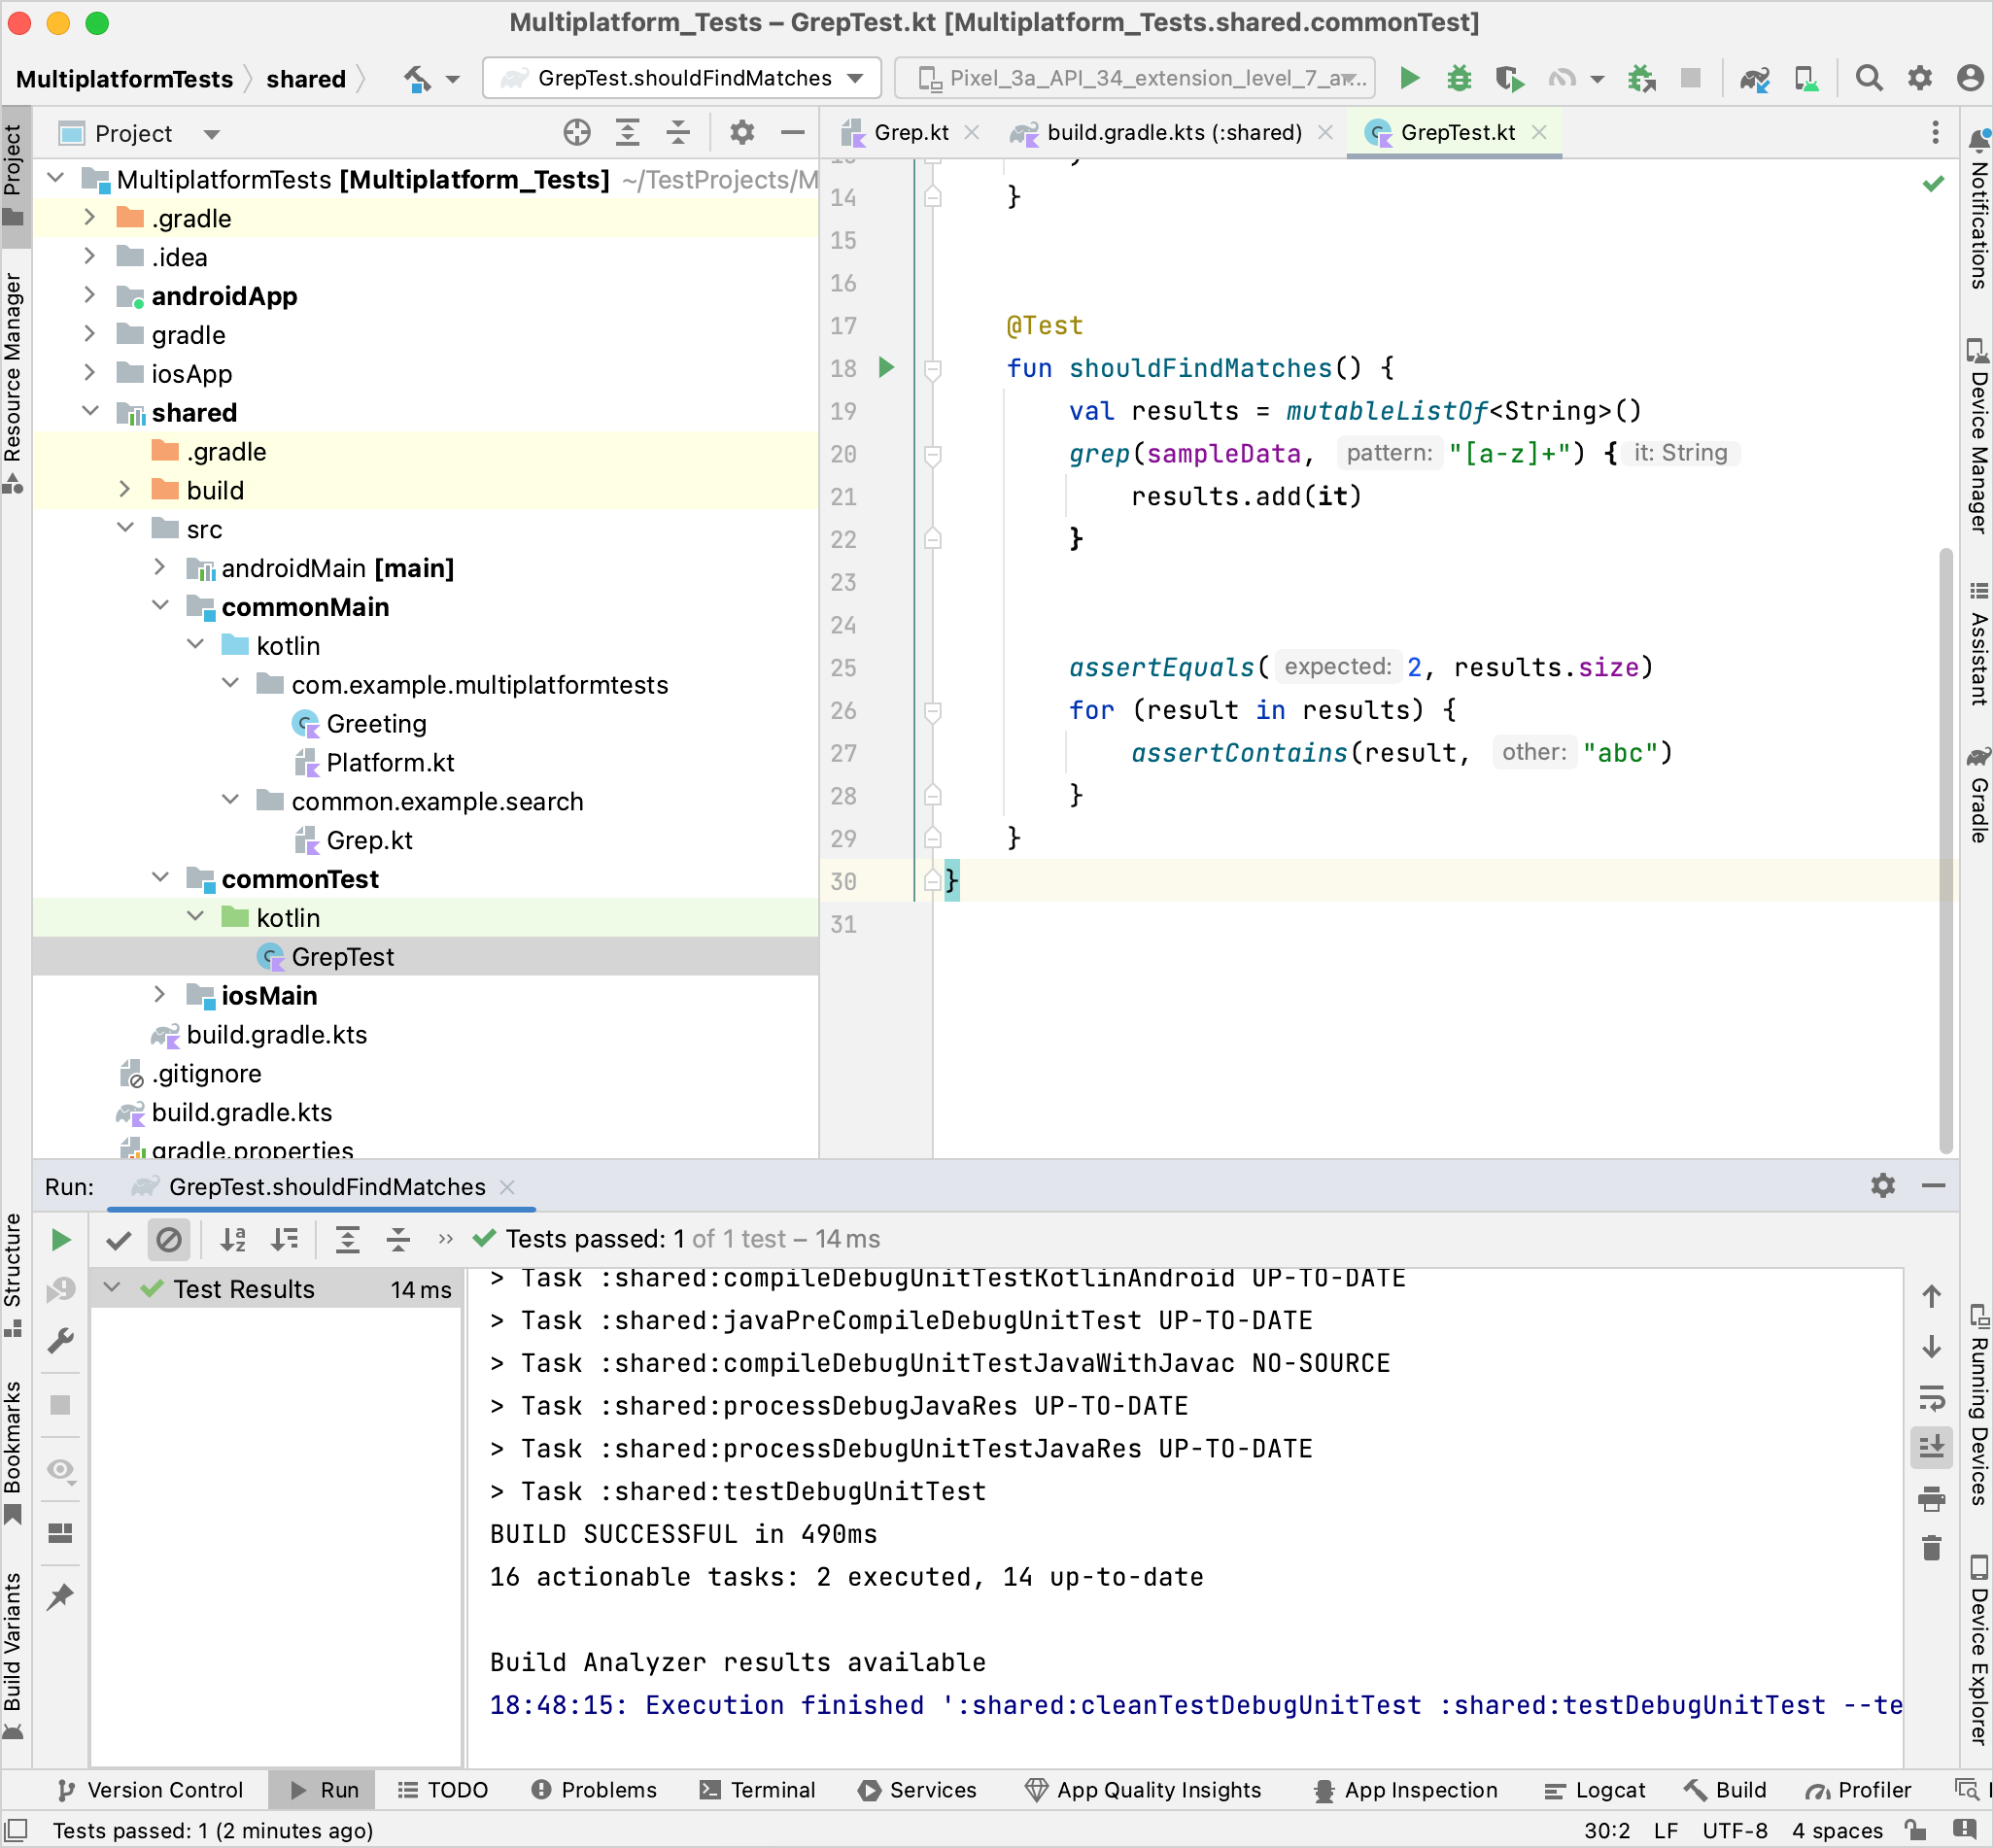 Multiplatform_Tests – GrepTest.kt [Multiplatform_Tests.shared.commonTest]
MultiplatformTests shared GrepTest.shouldFindMatches Pixel_3a_API_34_extension_level_7_a
Project
Grep.kt build.gradle.kts (:shared) GrepTest.kt
Project
Resource Manager
MultiplatformTests [Multiplatform_Tests] ~/TestProjects/M
.gradle
.idea
androidApp
gradle
iosApp
shared
.gradle
build
src
androidMain [main]
commonMain
kotlin
com.example.multiplatformtests
Greeting
Platform.kt
common.example.search
Grep.kt
commonTest
kotlin
GrepTest
iosMain
build.gradle.kts
.gitignore
build.gradle.kts
gradle.properties
14 }
15
16
17 @Test
18 fun shouldFindMatches() {
19 val results = mutableListOf<String>()
20 grep(sampleData, pattern: "[a-z]+") { it: String
21 results.add(it)
22 }
23
24
25 assertEquals( expected: 2, results.size)
26 for (result in results) {
27 assertContains(result, other: "abc")
28 }
29 }
30 }
31
Notifications
Device Manager
Assistant
Gradle
Run: GrepTest.shouldFindMatches
Tests passed: 1 of 1 test – 14 ms
Test Results 14 ms
> Task :shared:compileDebugUnitTestKotlinAndroid UP-TO-DATE
> Task :shared:javaPreCompileDebugUnitTest UP-TO-DATE
> Task :shared:compileDebugUnitTestJavaWithJavac NO-SOURCE
> Task :shared:processDebugJavaRes UP-TO-DATE
> Task :shared:processDebugUnitTestJavaRes UP-TO-DATE
> Task :shared:testDebugUnitTest
BUILD SUCCESSFUL in 490ms
16 actionable tasks: 2 executed, 14 up-to-date
Build Analyzer results available
18:48:15: Execution finished ':shared:cleanTestDebugUnitTest :shared:testDebugUnitTest --te
Structure
Bookmarks
Build Variants
Running Devices
Device Explorer
Version Control Run TODO Problems Terminal Services App Quality Insights App Inspection Logcat Build Profiler
Tests passed: 1 (2 minutes ago) 30:2 LF UTF-8 4 spaces